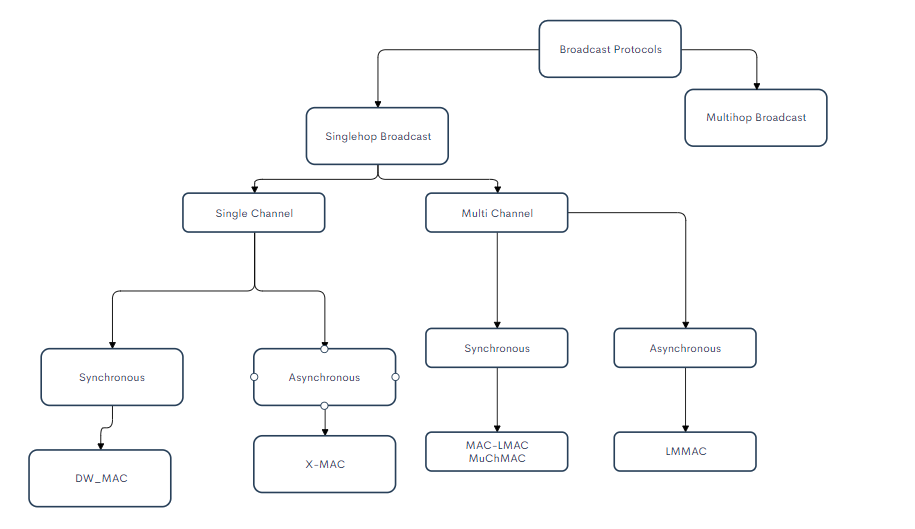 Broadcast Protocols
Multihop Broadcast
Singlehop Broadcast
Single Channel
Multi Channel
Synchronous
Asynchronous
Synchronous
Asynchronous
DW_MAC
X-MAC
MAC-LMAC
MuChMAC
LMMAC